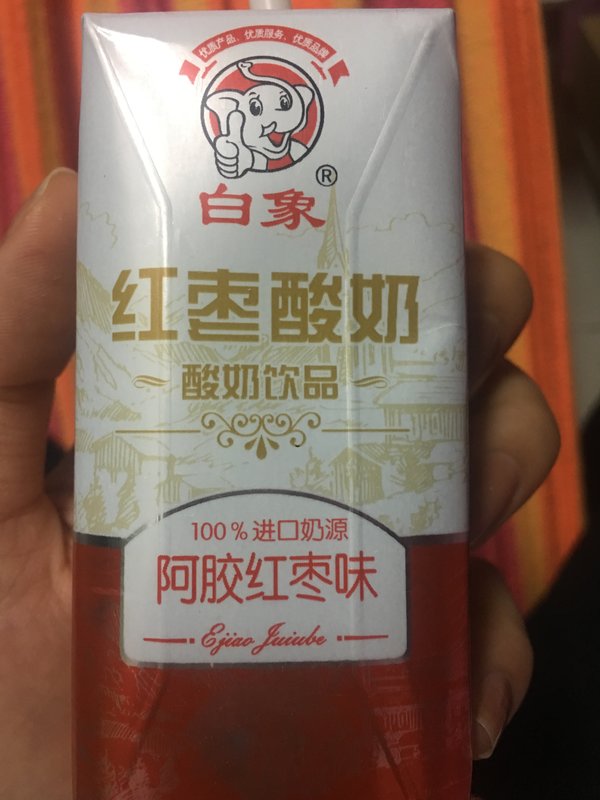 优质产品，优质服务，优质品牌
®
白象
红枣酸奶
酸奶饮品
100%进口奶源
阿胶红枣味
Ejiao Juiube